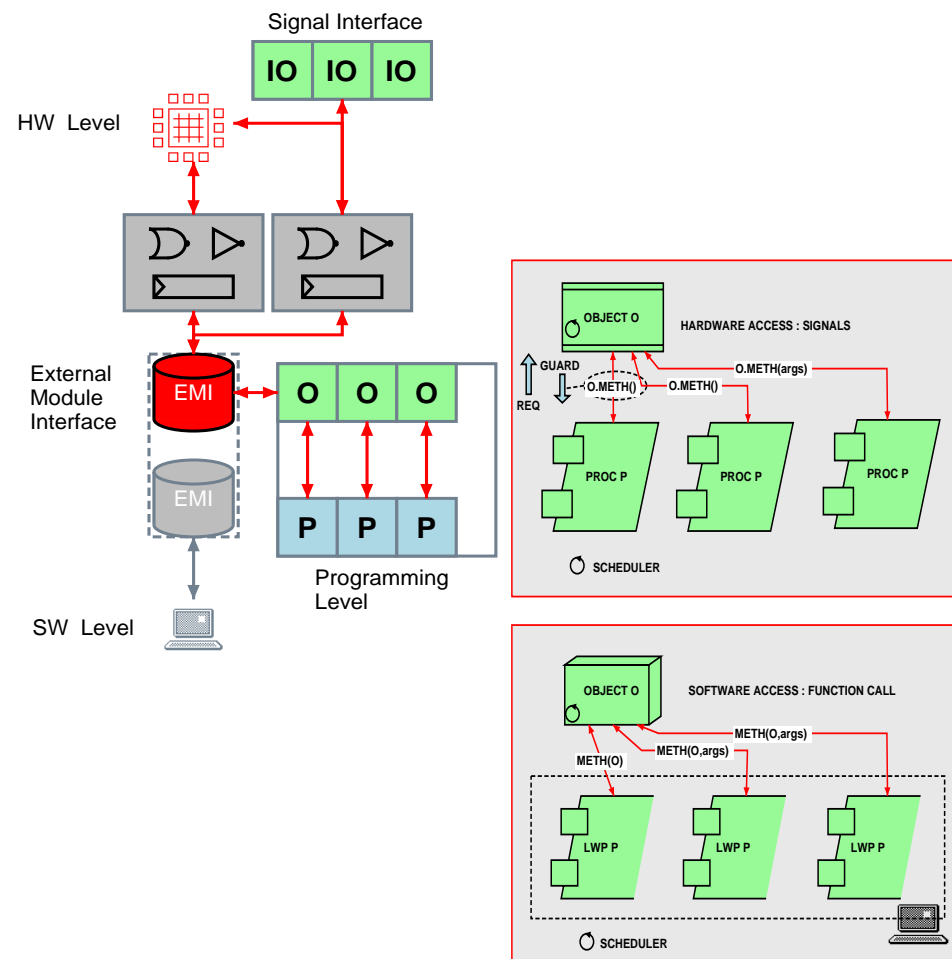 Signal Interface
IO IO IO
HW Level
External
Module
Interface
EMI
O O O
EMI
P P P
Programming
Level
SW Level
OBJECT O
HARDWARE ACCESS : SIGNALS
GUARD
REQ
O.METH(args)
O.METH()
O.METH()
PROC P
PROC P
PROC P
SCHEDULER
OBJECT O
SOFTWARE ACCESS : FUNCTION CALL
METH(O,args)
METH(O,args)
METH(O)
LWP P
LWP P
LWP P
SCHEDULER